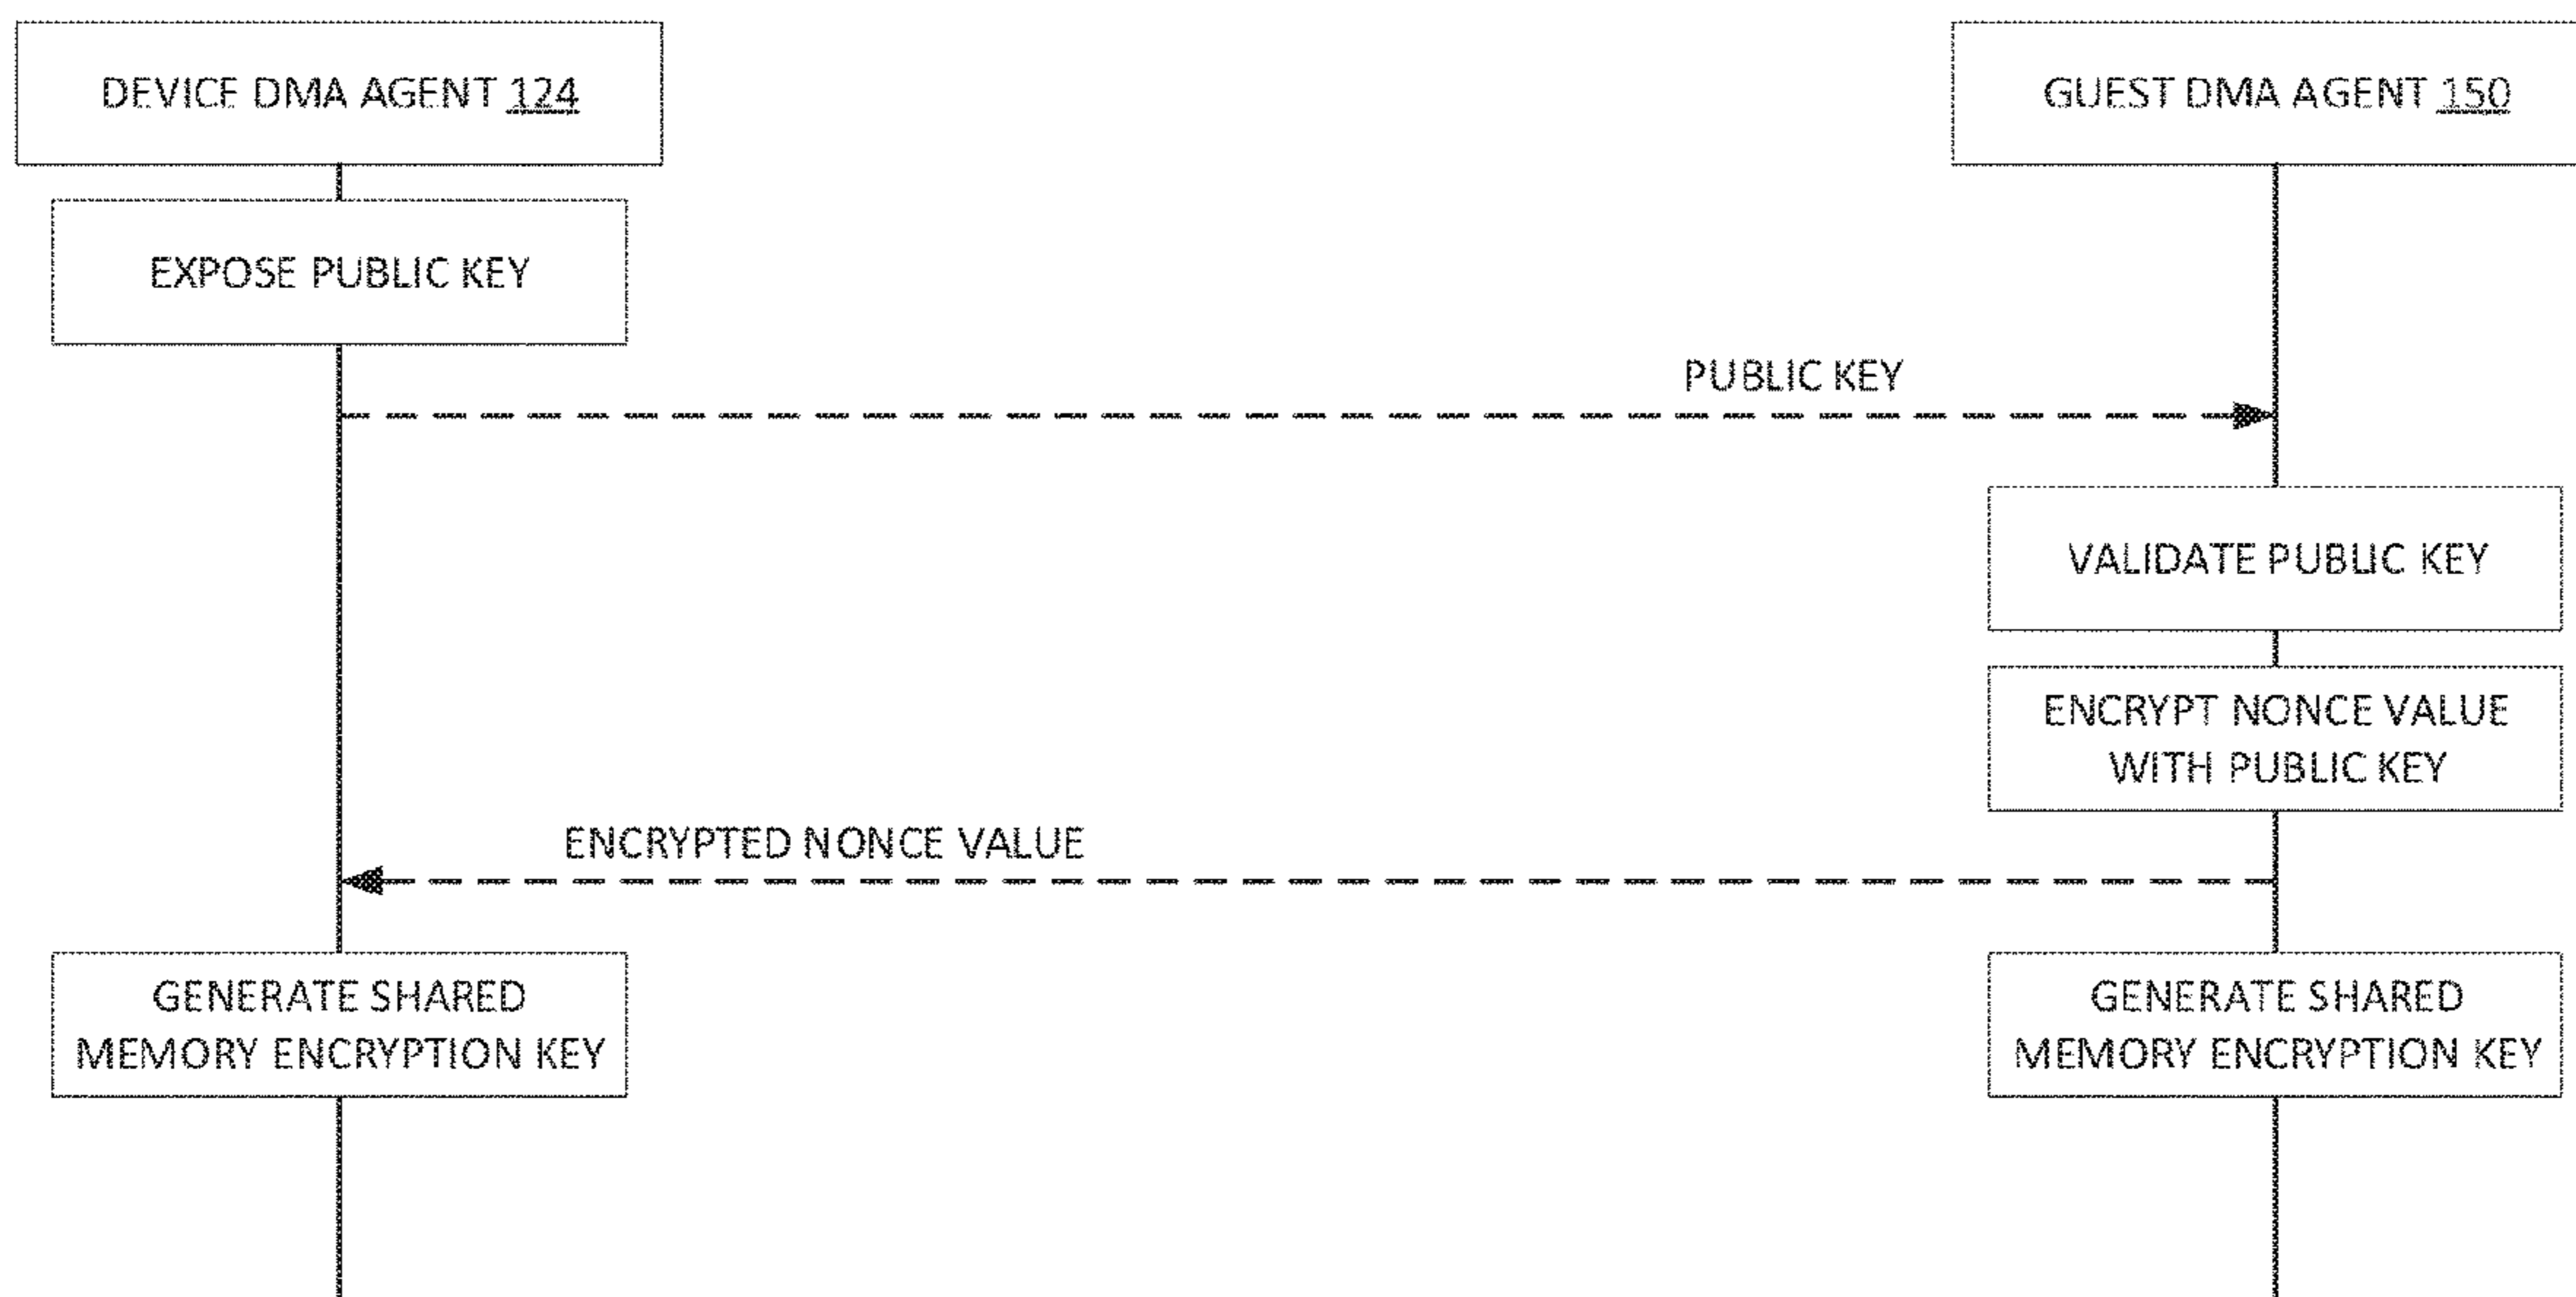 DEVICE DMA AGENT 124
GUEST DMA AGENT 150
EXPOSE PUBLIC KEY
PUBLIC KEY
VALIDATE PUBLIC KEY
ENCRYPT NONCE VALUE
WITH PUBLIC KEY
ENCRYPTED NONCE VALUE
GENERATE SHARED
MEMORY ENCRYPTION KEY
GENERATE SHARED
MEMORY ENCRYPTION KEY